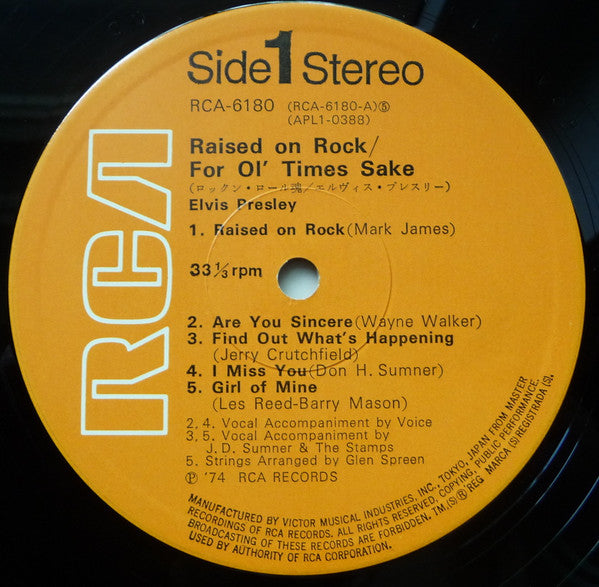 Side 1 Stereo
RCA-6180 (RCA-6180-A)⑤
(APL1-0388)
Raised on Rock/
For Ol' Times Sake
(ロックン・ロール魂/エルヴィス・プレスリー)
Elvis Presley
1. Raised on Rock(Mark James)
33⅓rpm
2. Are You Sincere(Wayne Walker)
3. Find Out What's Happening
(Jerry Crutchfield)
4. I Miss You(Don H. Sumner)
5. Girl of Mine
(Les Reed-Barry Mason)
2, 4. Vocal Accompaniment by Voice
3, 5. Vocal Accompaniment by
J. D. Sumner & The Stamps
5. Strings Arranged by Glen Spreen
Ⓟ '74 RCA RECORDS
RCA
MANUFACTURED BY VICTOR MUSICAL INDUSTRIES, INC., TOKYO, JAPAN FROM MASTER
RECORDINGS OF RCA RECORDS. ALL RIGHTS RESERVED, COPYING, PUBLIC PERFORMANCE,
BROADCASTING OF THESE RECORDS ARE FORBIDDEN. TM.(S)® REG MARCA (S) REGISTRADA (S).
USED BY AUTHORITY OF RCA CORPORATION.